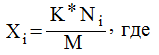 Xᵢ = K*Nᵢ / M, где